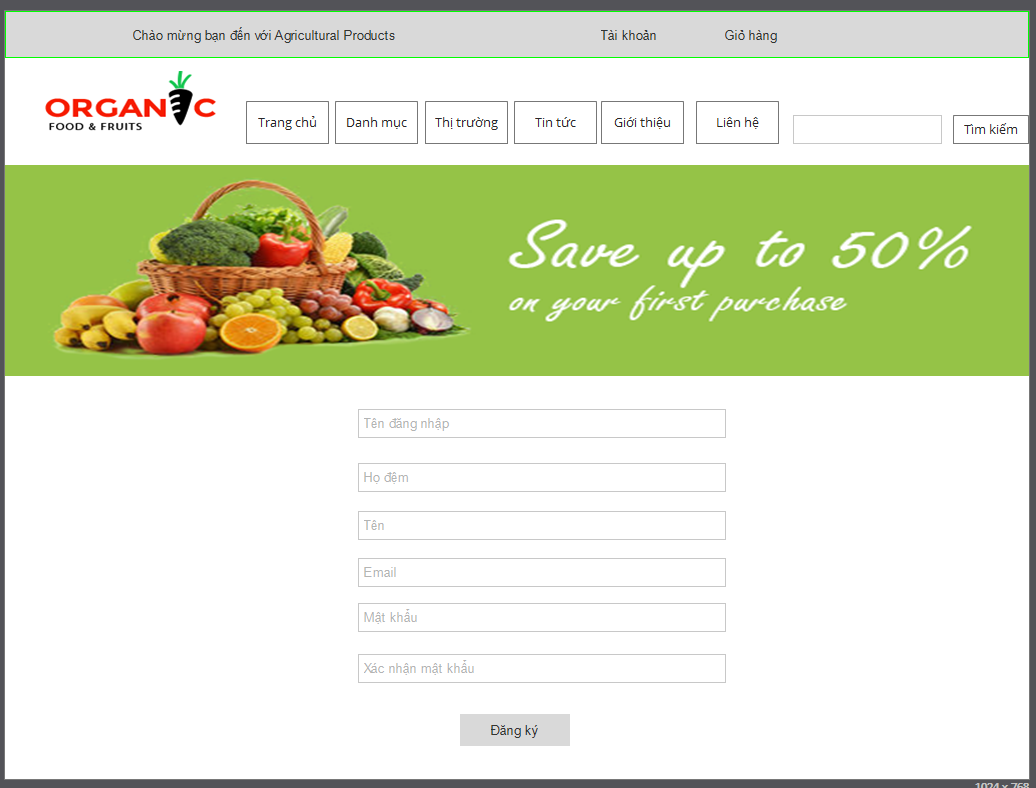 Chào mừng bạn đến với Agricultural Products Tài khoản Giỏ hàng
ORGANIC
FOOD & FRUITS
Trang chủ Danh mục Thị trường Tin tức Giới thiệu Liên hệ Tìm kiếm
Save up to 50%
on your first purchase
Tên đăng nhập
Họ đệm
Tên
Email
Mật khẩu
Xác nhận mật khẩu
Đăng ký
1024 x 768